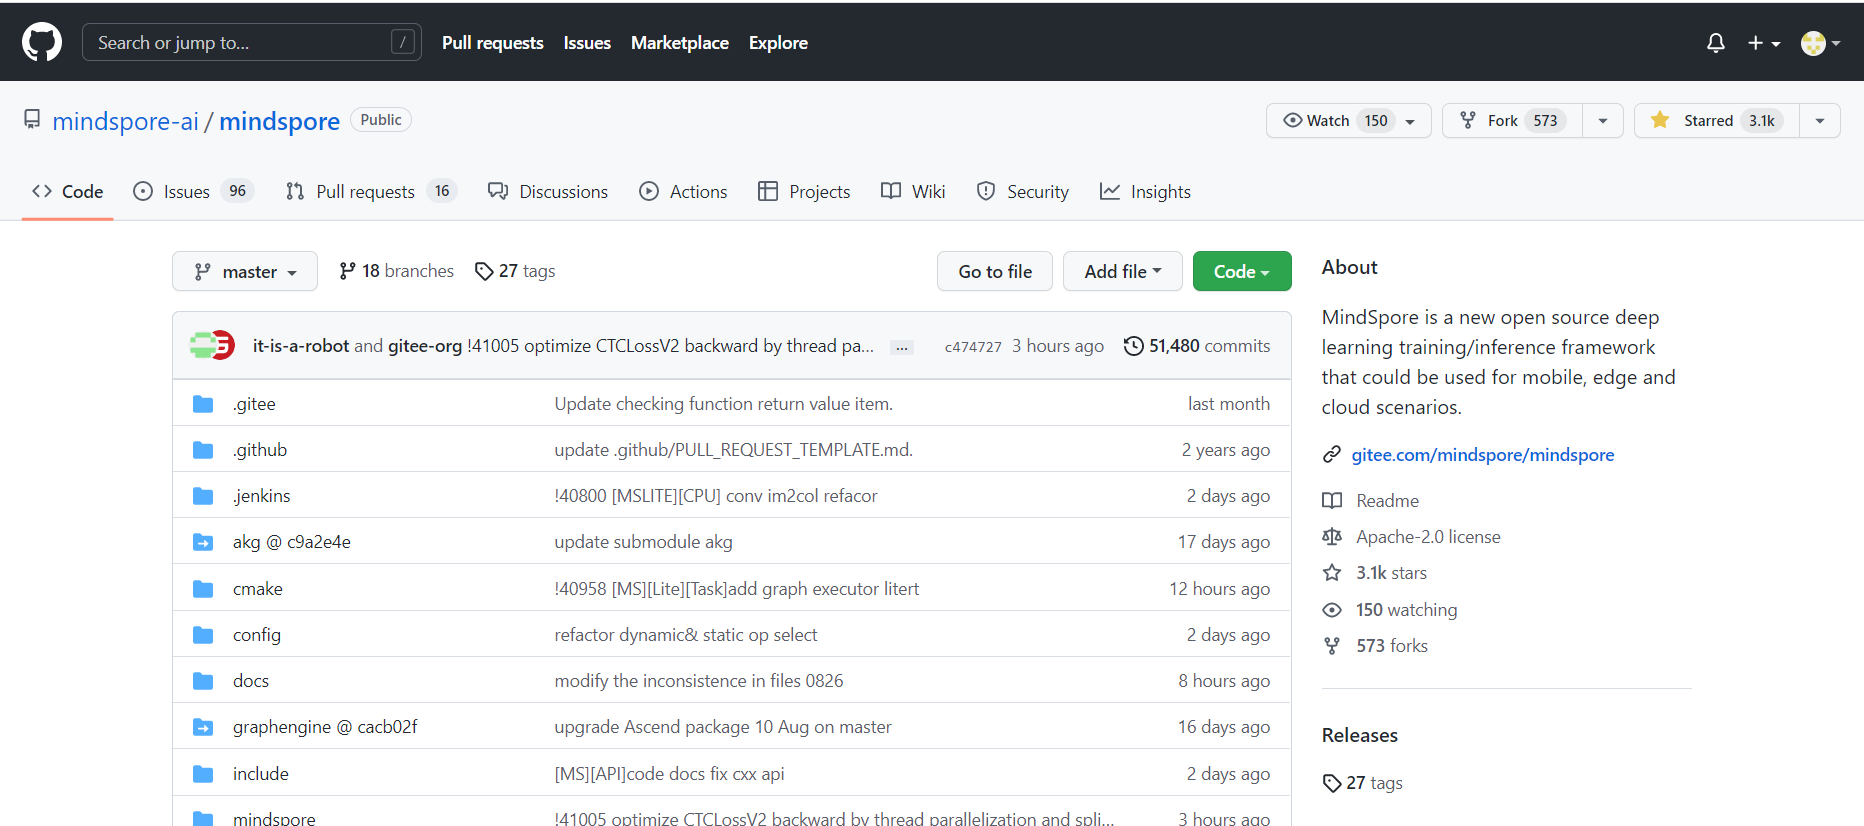 Search or jump to... /
Pull requests Issues Marketplace Explore
mindspore-ai / mindspore Public
Watch 150 Fork 573 Starred 3.1k
Code Issues 96 Pull requests 16 Discussions Actions Projects Wiki Security Insights
master 18 branches 27 tags Go to file Add file Code
it-is-a-robot and gitee-org !41005 optimize CTCLossV2 backward by thread pa... ... c474727 3 hours ago 51,480 commits
.gitee Update checking function return value item. last month
.github update .github/PULL_REQUEST_TEMPLATE.md. 2 years ago
.jenkins !40800 [MSLITE][CPU] conv im2col refacor 2 days ago
akg @ c9a2e4e update submodule akg 17 days ago
cmake !40958 [MS][Lite][Task]add graph executor litert 12 hours ago
config refactor dynamic& static op select 2 days ago
docs modify the inconsistence in files 0826 8 hours ago
graphengine @ cacb02f upgrade Ascend package 10 Aug on master 16 days ago
include [MS][API]code docs fix cxx api 2 days ago
mindspore !41005 optimize CTCLossV2 backward by thread parallelization and spli... 3 hours ago
About
MindSpore is a new open source deep
learning training/inference framework
that could be used for mobile, edge and
cloud scenarios.
gitee.com/mindspore/mindspore
Readme
Apache-2.0 license
3.1k stars
150 watching
573 forks
Releases
27 tags